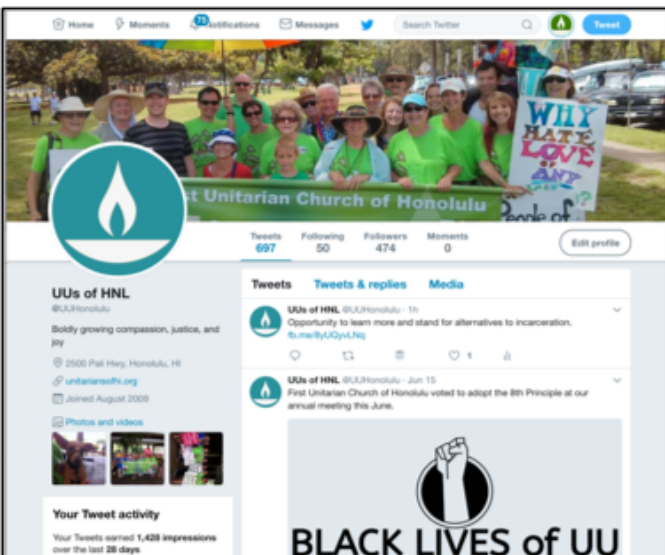 Home Moments 75 Notifications Messages Search Twitter Tweet
WHY
HATE
LOVE
of
ANY
?
First Unitarian Church of Honolulu
People of
Tweets Following Followers Moments
697 50 474 0
Edit profile
UUs of HNL
@UUHonolulu
Boldly growing compassion, justice, and
joy
2500 Pali Hwy, Honolulu, HI
unitariansofhi.org
Joined August 2009
Photos and videos
Your Tweet activity
Your Tweets earned 1,428 impressions
over the last 28 days
Tweets Tweets & replies Media
UUs of HNL @UUHonolulu · 1h
Opportunity to learn more and stand for alternatives to incarceration.
fb.me/8yUQyvLNq
1
UUs of HNL @UUHonolulu · Jun 15
First Unitarian Church of Honolulu voted to adopt the 8th Principle at our
annual meeting this June.
BLACK LIVES of UU